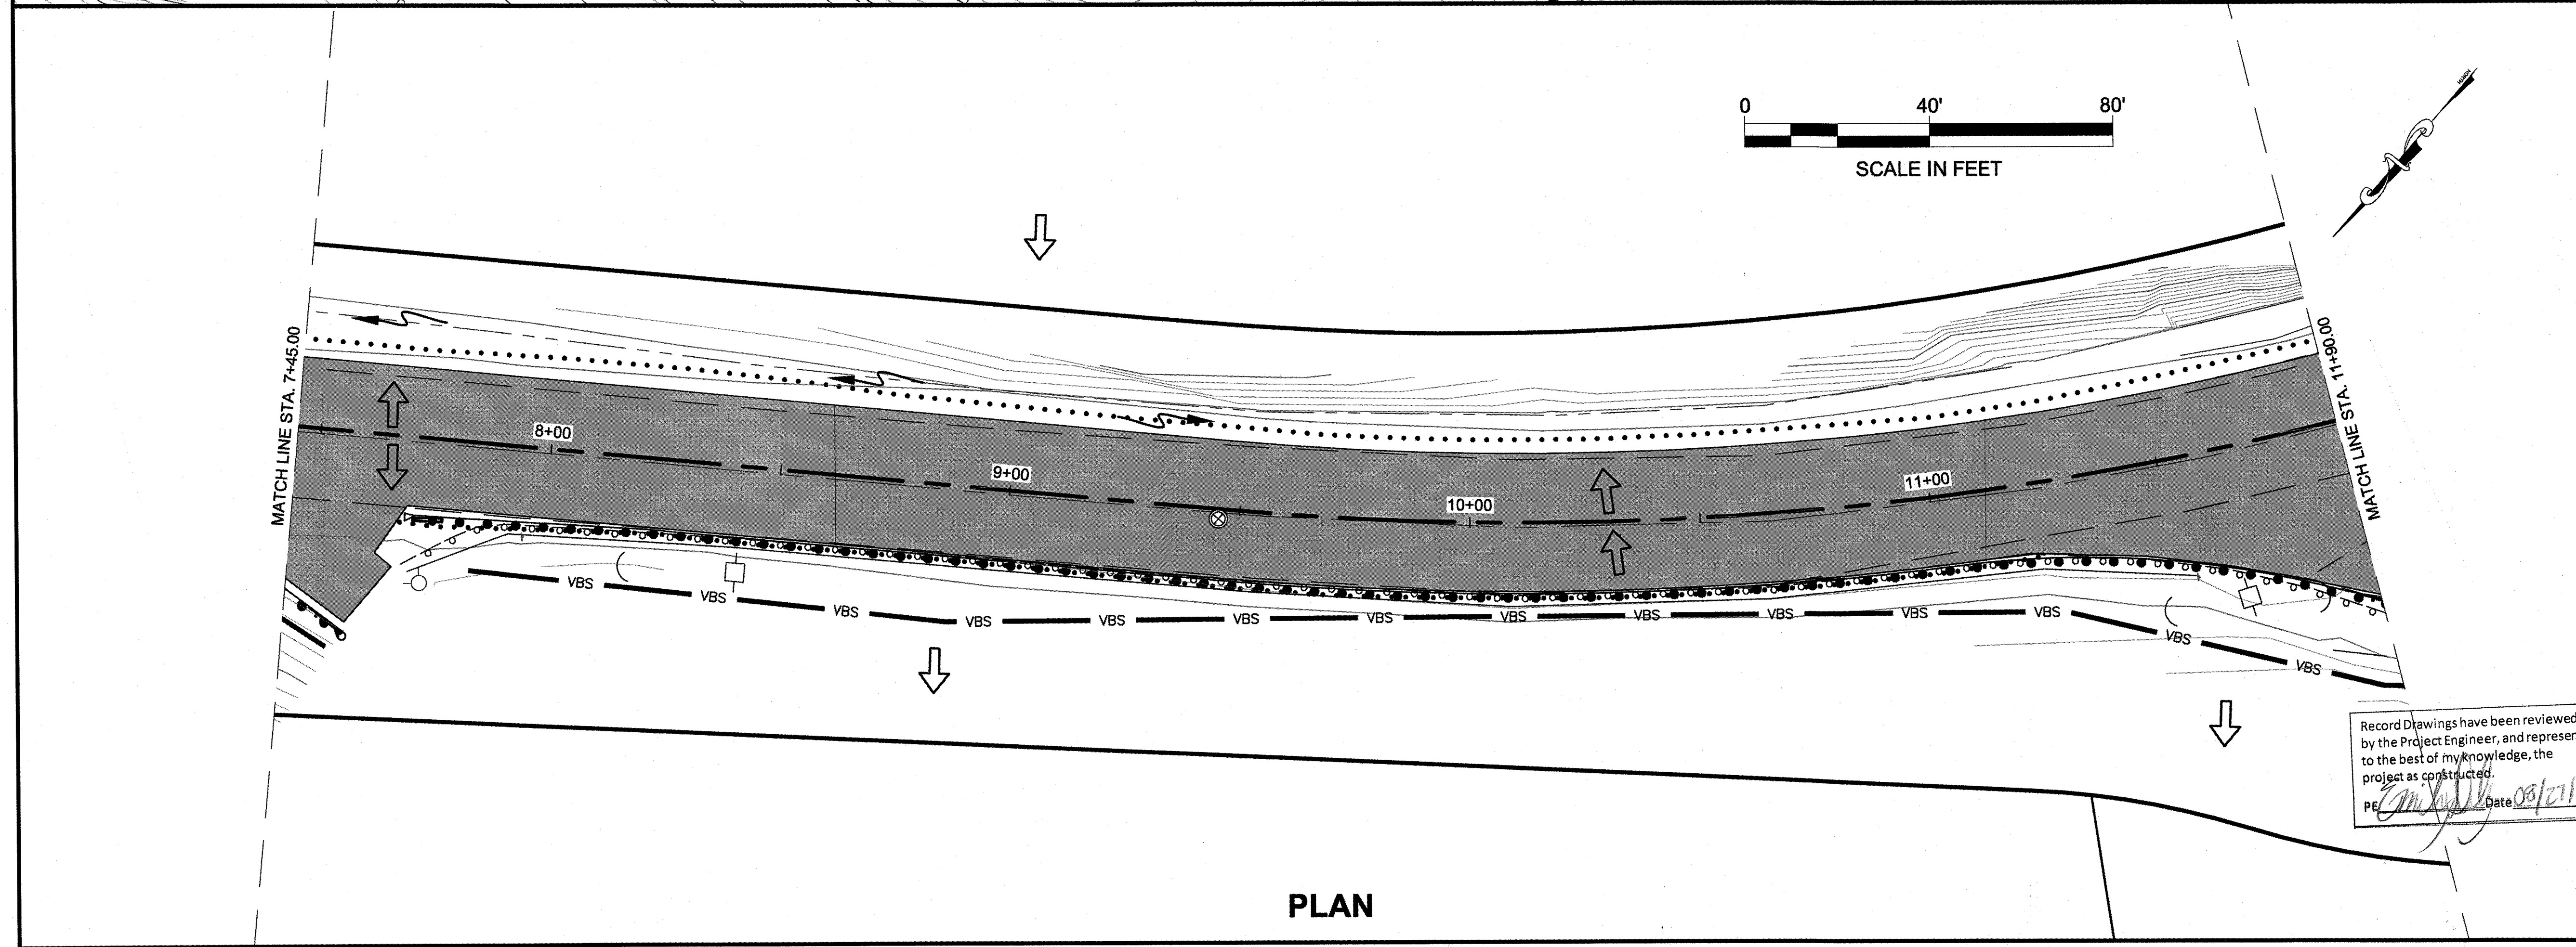 0 40' 80'
SCALE IN FEET
NORTH
MATCH LINE STA. 7+45.00
MATCH LINE STA. 11+90.00
8+00
9+00
10+00
11+00
VBS VBS VBS VBS VBS VBS VBS VBS VBS VBS VBS VBS VBS VBS
Record Drawings have been reviewed
by the Project Engineer, and represen
to the best of my knowledge, the
project as constructed.
PE Date 08/27/
PLAN